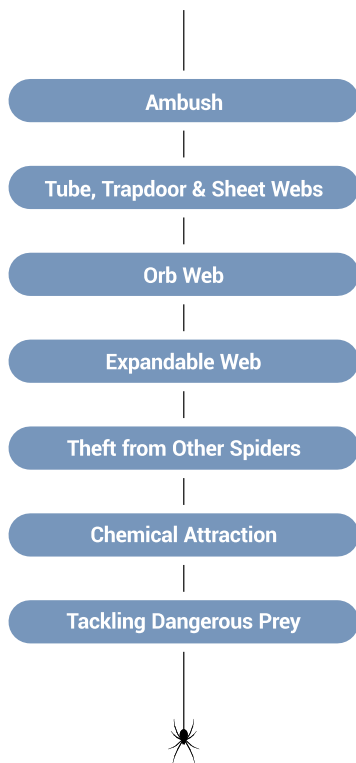 Ambush
Tube, Trapdoor & Sheet Webs
Orb Web
Expandable Web
Theft from Other Spiders
Chemical Attraction
Tackling Dangerous Prey